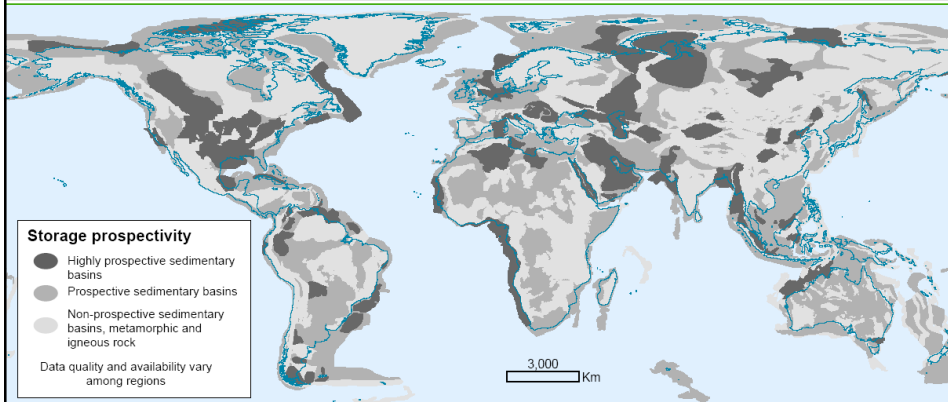 Storage prospectivity
Highly prospective sedimentary
basins
Prospective sedimentary basins
Non-prospective sedimentary
basins, metamorphic and
igneous rock
Data quality and availability vary
among regions
3,000
Km